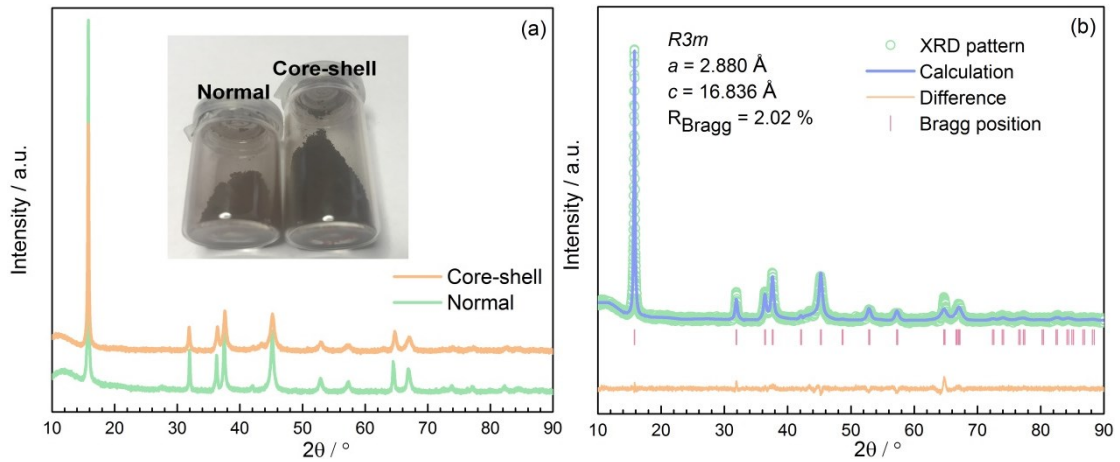 (a)
Core-shell
Normal
Intensity / a.u.
Core-shell
Normal
10 20 30 40 50 60 70 80 90
2θ / °
(b)
R3m
a = 2.880 Å
c = 16.836 Å
RBragg = 2.02 %
XRD pattern
Calculation
Difference
Bragg position
Intensity / a.u.
10 20 30 40 50 60 70 80 90
2θ / °